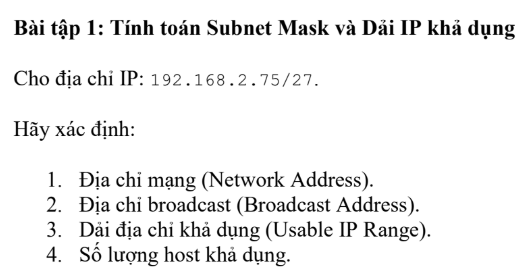 Bài tập 1: Tính toán Subnet Mask và Dải IP khả dụng
Cho địa chỉ IP: 192.168.2.75/27.
Hãy xác định:
1. Địa chỉ mạng (Network Address).
2. Địa chỉ broadcast (Broadcast Address).
3. Dải địa chỉ khả dụng (Usable IP Range).
4. Số lượng host khả dụng.